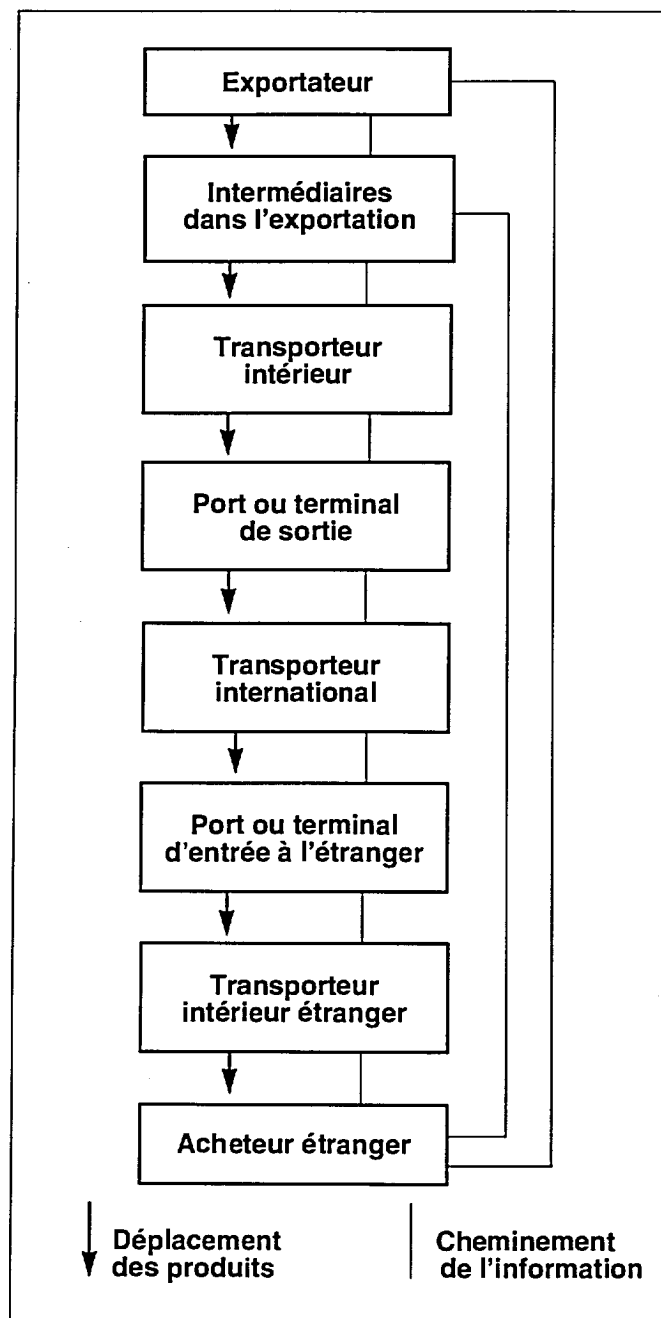 Exportateur
Intermédiaires
dans l'exportation
Transporteur
intérieur
Port ou terminal
de sortie
Transporteur
international
Port ou terminal
d'entrée à l'étranger
Transporteur
intérieur étranger
Acheteur étranger
Déplacement
des produits
Cheminement
de l'information